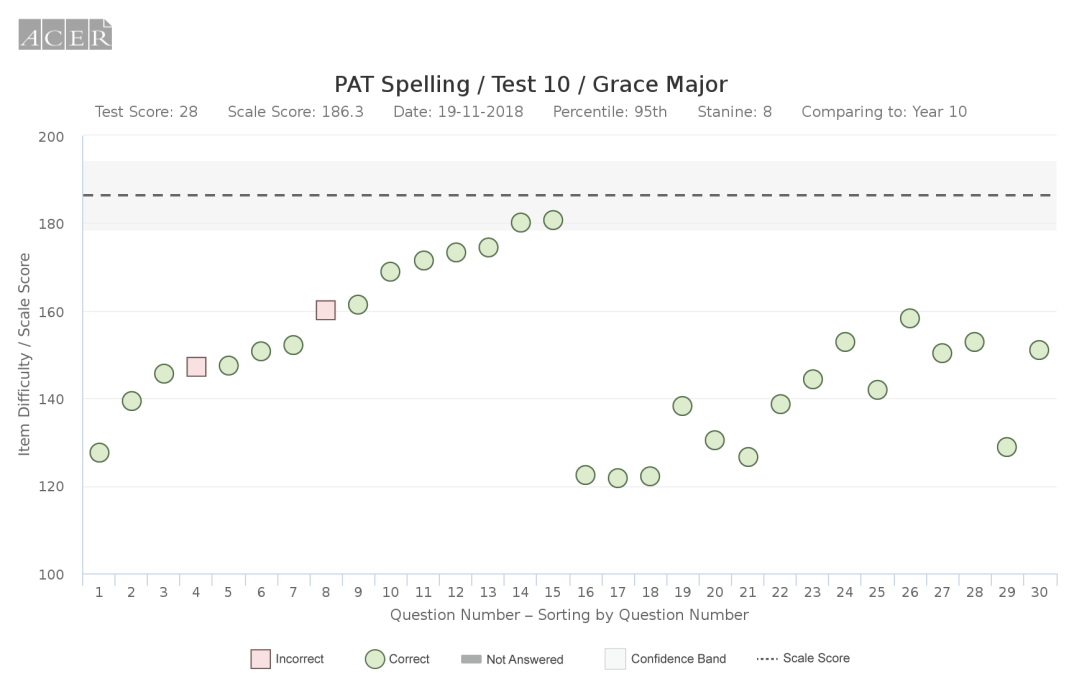 ACER
PAT Spelling / Test 10 / Grace Major
Test Score: 28 Scale Score: 186.3 Date: 19-11-2018 Percentile: 95th Stanine: 8 Comparing to: Year 10
200
180
160
140
120
100
Item Difficulty / Scale Score
1 2 3 4 5 6 7 8 9 10 11 12 13 14 15 16 17 18 19 20 21 22 23 24 25 26 27 28 29 30
Question Number – Sorting by Question Number
Incorrect Correct Not Answered Confidence Band Scale Score